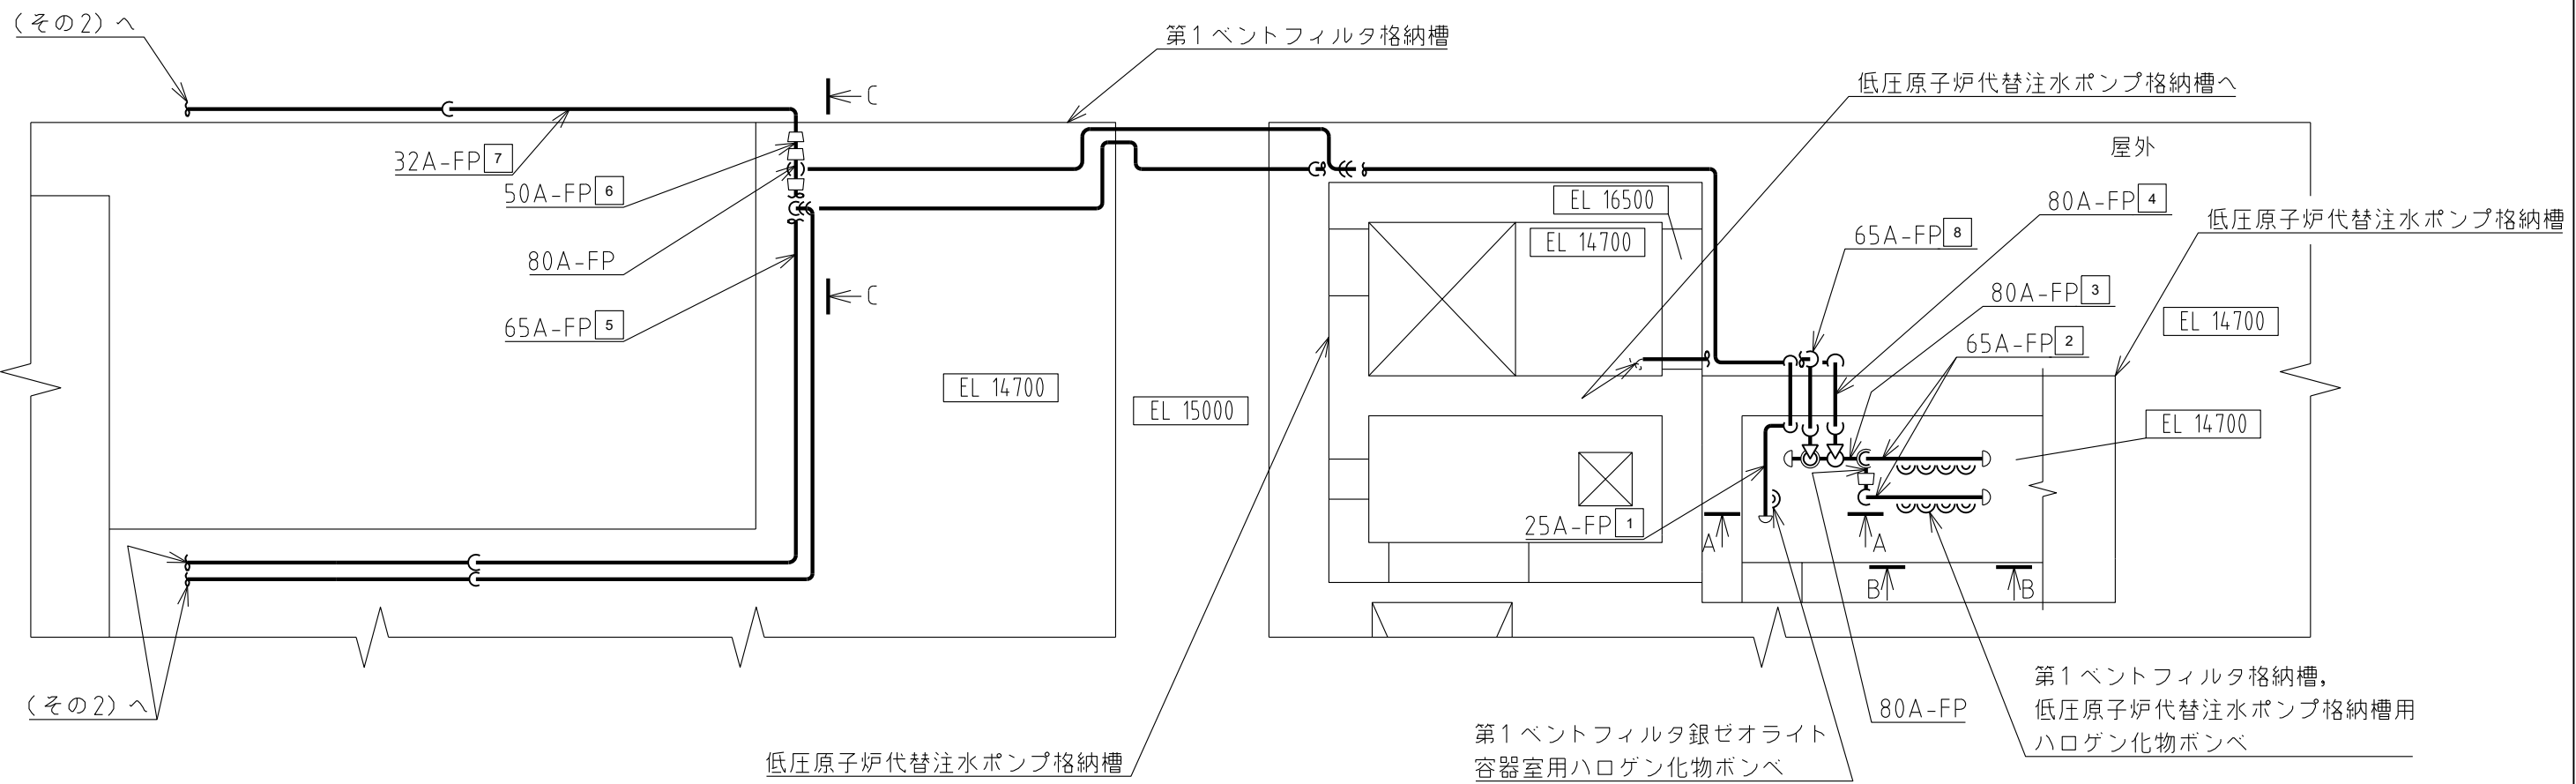 (その2) へ
第1ベントフィルタ格納槽
C
低圧原子炉代替注水ポンプ格納槽へ
屋外
32A-FP 7
50A-FP 6
EL 16500
80A-FP 4
低圧原子炉代替注水ポンプ格納槽
65A-FP 8
EL 14700
80A-FP
C
80A-FP 3
65A-FP 5
EL 14700
65A-FP 2
EL 14700
EL 15000
EL 14700
25A-FP 1
A
A
B
B
(その2) へ
80A-FP
第1ベントフィルタ格納槽,
低圧原子炉代替注水ポンプ格納槽用
ハロゲン化物ボンベ
第1ベントフィルタ銀ゼオライト
容器室用ハロゲン化物ボンベ
低圧原子炉代替注水ポンプ格納槽